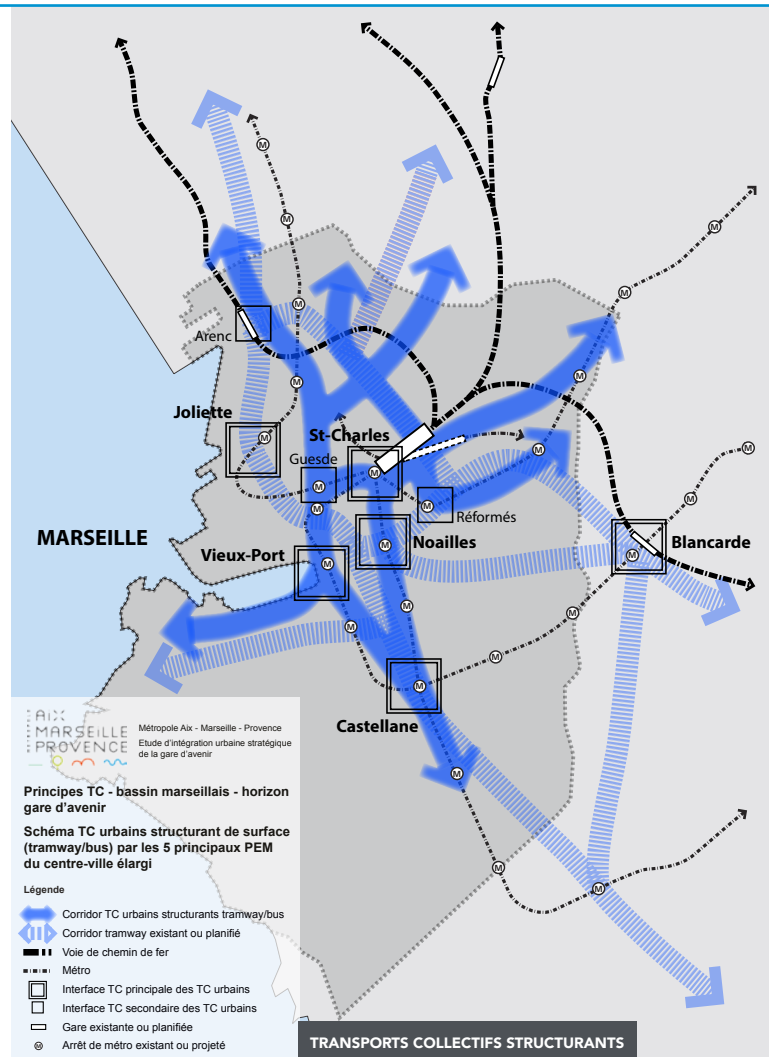 Arenc
Joliette
St-Charles
Guesde
Réformés
MARSEILLE
Noailles
Blancarde
Vieux-Port
Castellane
AIX
MARSEILLE
PROVENCE
Métropole Aix - Marseille - Provence
Etude d'intégration urbaine stratégique
de la gare d'avenir
Principes TC - bassin marseillais - horizon
gare d'avenir
Schéma TC urbains structurant de surface
(tramway/bus) par les 5 principaux PEM
du centre-ville élargi
Légende
Corridor TC urbains structurants tramway/bus
Corridor tramway existant ou planifié
Voie de chemin de fer
Métro
Interface TC principale des TC urbains
Interface TC secondaire des TC urbains
Gare existante ou planifiée
M Arrêt de métro existant ou projeté
TRANSPORTS COLLECTIFS STRUCTURANTS